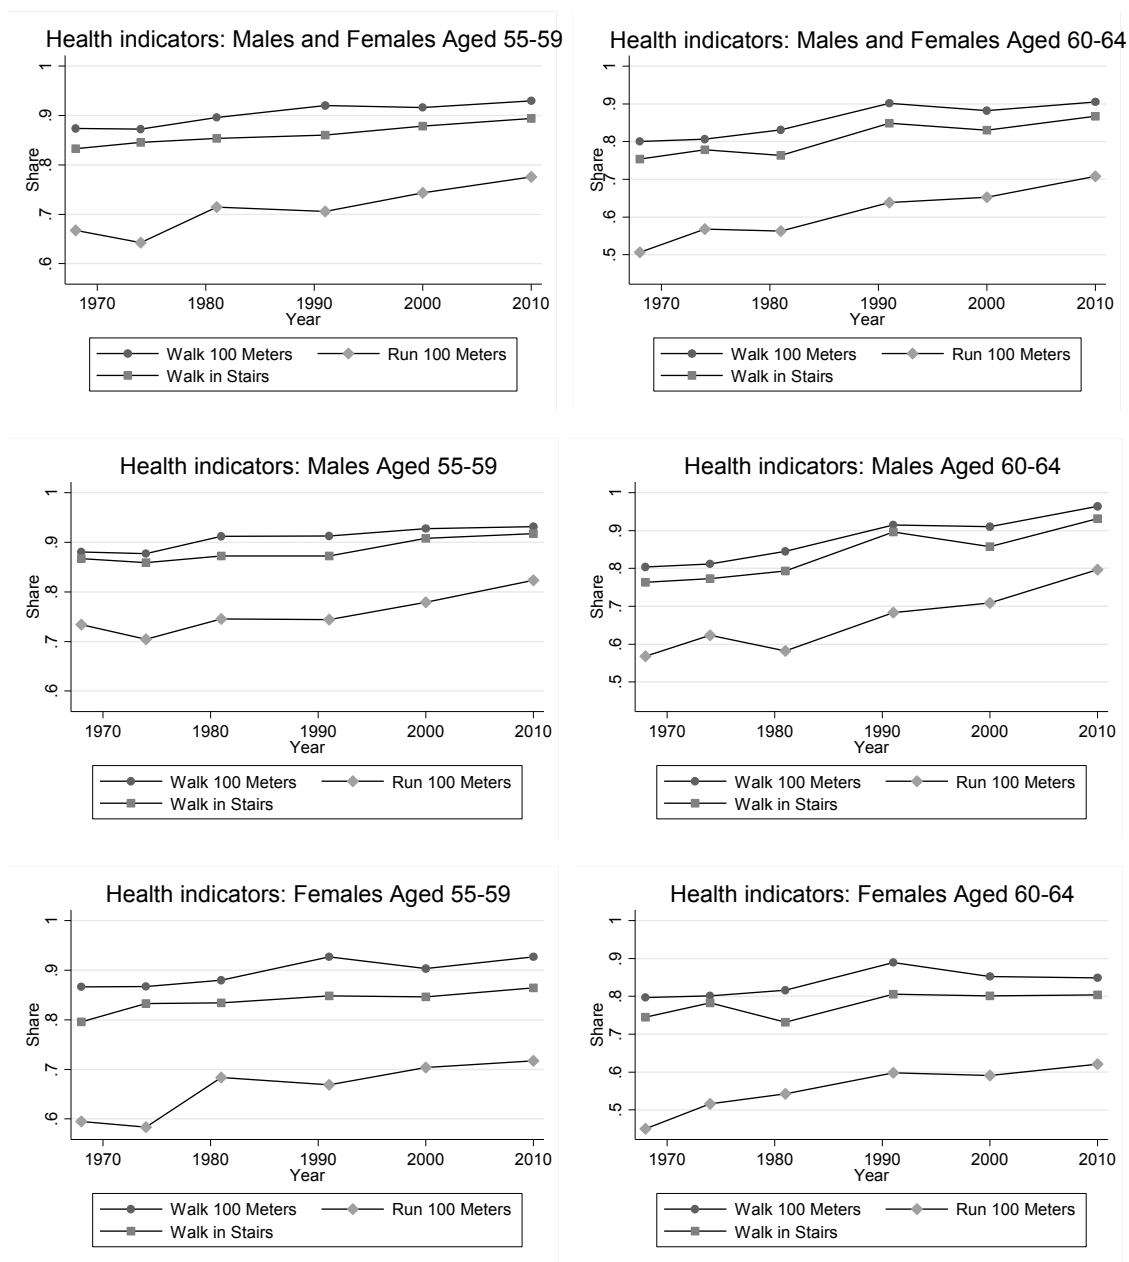 Health indicators: Males and Females Aged 55-59
1
.9
.8
.7
.6
Share
1970 1980 1990 2000 2010
Year
Walk 100 Meters Run 100 Meters
Walk in Stairs
Health indicators: Males and Females Aged 60-64
1
.9
.8
.7
.6
.5
Share
1970 1980 1990 2000 2010
Year
Walk 100 Meters Run 100 Meters
Walk in Stairs
Health indicators: Males Aged 55-59
1
.9
.8
.7
.6
Share
1970 1980 1990 2000 2010
Year
Walk 100 Meters Run 100 Meters
Walk in Stairs
Health indicators: Males Aged 60-64
1
.9
.8
.7
.6
.5
Share
1970 1980 1990 2000 2010
Year
Walk 100 Meters Run 100 Meters
Walk in Stairs
Health indicators: Females Aged 55-59
1
.9
.8
.7
.6
Share
1970 1980 1990 2000 2010
Year
Walk 100 Meters Run 100 Meters
Walk in Stairs
Health indicators: Females Aged 60-64
1
.9
.8
.7
.6
.5
Share
1970 1980 1990 2000 2010
Year
Walk 100 Meters Run 100 Meters
Walk in Stairs